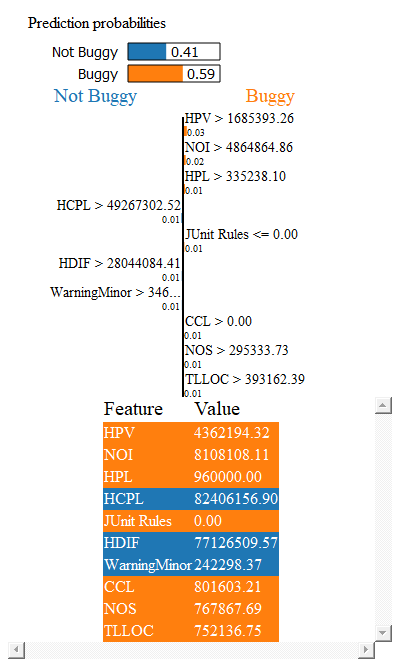 Prediction probabilities
Not Buggy 0.41
Buggy 0.59
Not Buggy Buggy
HPV > 1685393.26
0.03
NOI > 4864864.86
0.02
HPL > 335238.10
0.01
HCPL > 49267302.52
0.01
JUnit Rules <= 0.00
0.01
HDIF > 28044084.41
0.01
WarningMinor > 346...
0.01
CCL > 0.00
0.01
NOS > 295333.73
0.01
TLLOC > 393162.39
0.01
Feature Value
HPV 4362194.32
NOI 8108108.11
HPL 960000.00
HCPL 82406156.90
JUnit Rules 0.00
HDIF 77126509.57
WarningMinor 242298.37
CCL 801603.21
NOS 767867.69
TLLOC 752136.75